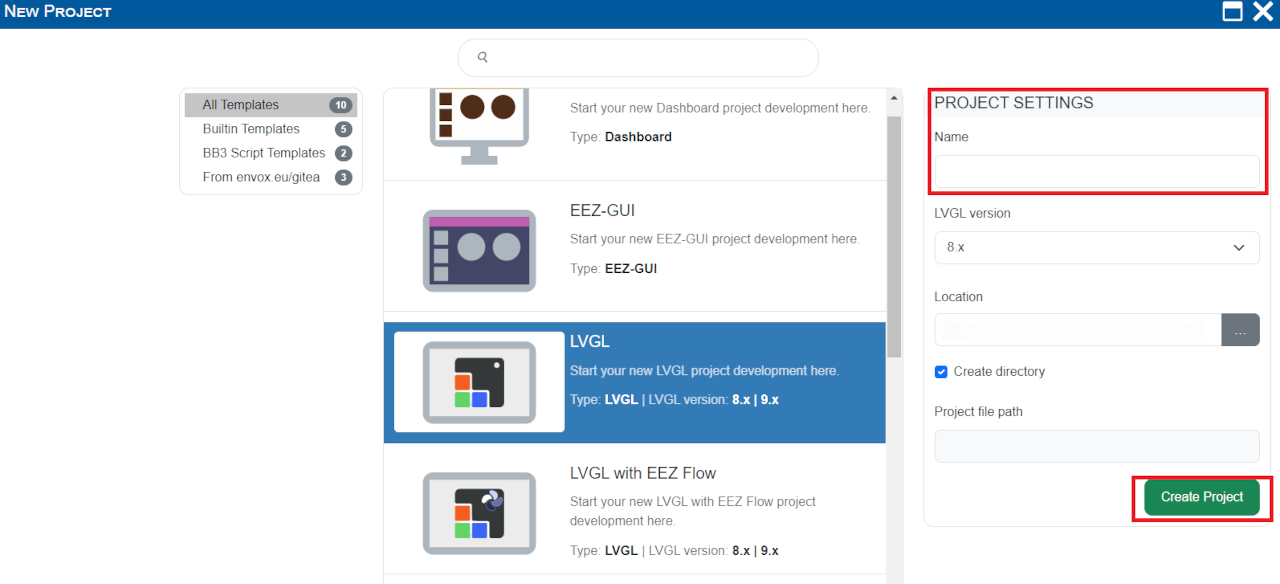 New Project
All Templates 10
Builtin Templates 5
BB3 Script Templates 2
From envox.eu/gitea 3
Start your new Dashboard project development here.
Type: Dashboard
EEZ-GUI
Start your new EEZ-GUI project development here.
Type: EEZ-GUI
LVGL
Start your new LVGL project development here.
Type: LVGL | LVGL version: 8.x | 9.x
LVGL with EEZ Flow
Start your new LVGL with EEZ Flow project
development here.
Type: LVGL | LVGL version: 8.x | 9.x
PROJECT SETTINGS
Name
LVGL version
8.x
Location
...
Create directory
Project file path
Create Project